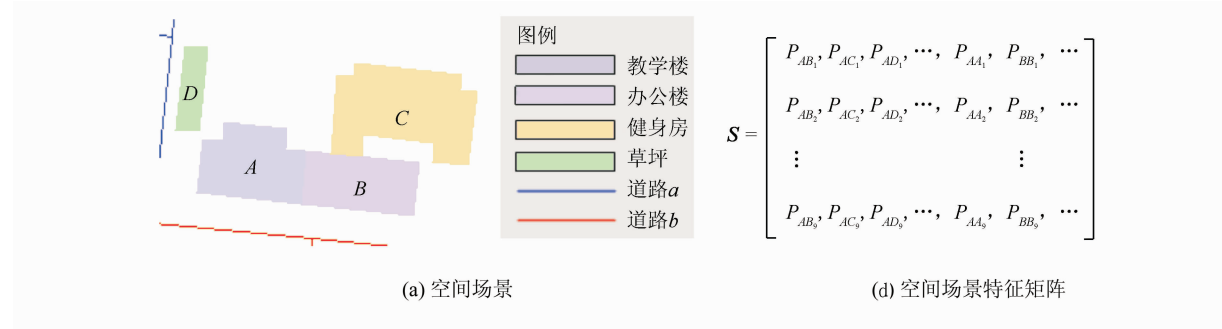 D
A
B
C
图例
教学楼
办公楼
健身房
草坪
道路a
道路b
(a) 空间场景
S =
P_{AB_1}, P_{AC_1}, P_{AD_1}, …, P_{AA_1}, P_{BB_1}, …
P_{AB_2}, P_{AC_2}, P_{AD_2}, …, P_{AA_2}, P_{BB_2}, …
⋮ ⋮
P_{AB_9}, P_{AC_9}, P_{AD_9}, …, P_{AA_9}, P_{BB_9}, …
(d) 空间场景特征矩阵